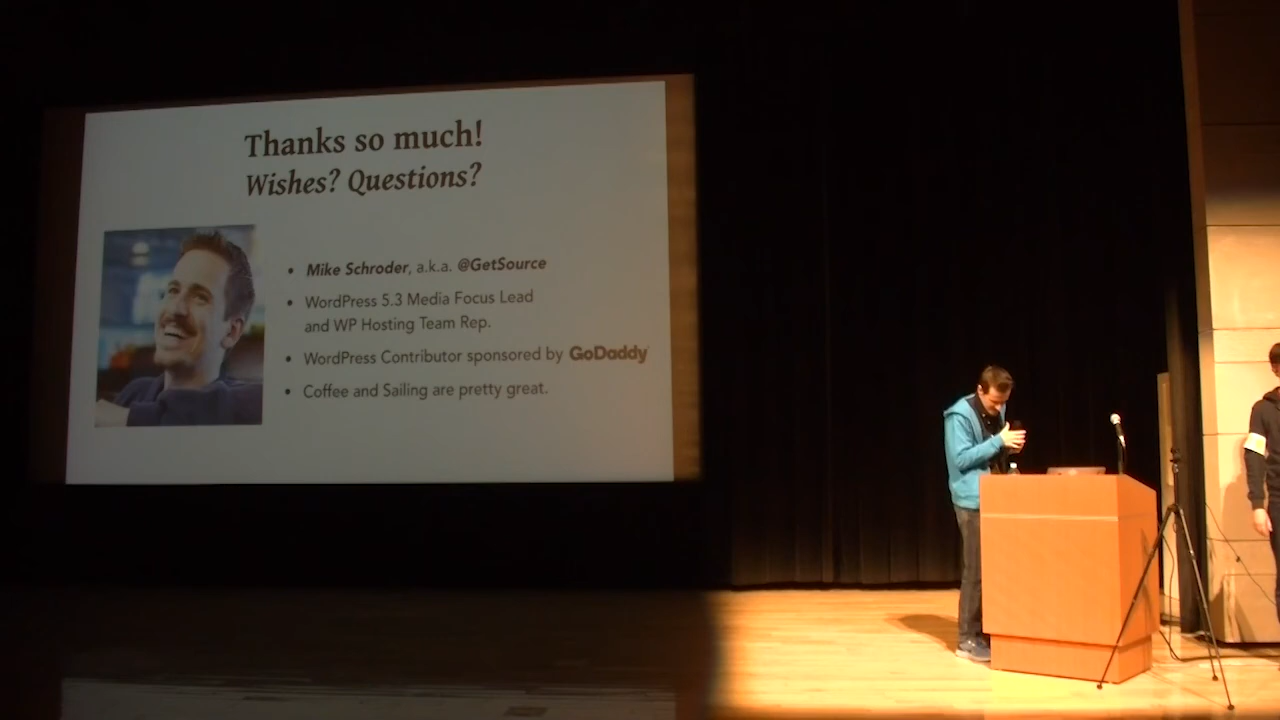 Thanks so much!
Wishes? Questions?
• Mike Schroder, a.k.a. @GetSource
• WordPress 5.3 Media Focus Lead
and WP Hosting Team Rep.
• WordPress Contributor sponsored by GoDaddy
• Coffee and Sailing are pretty great.